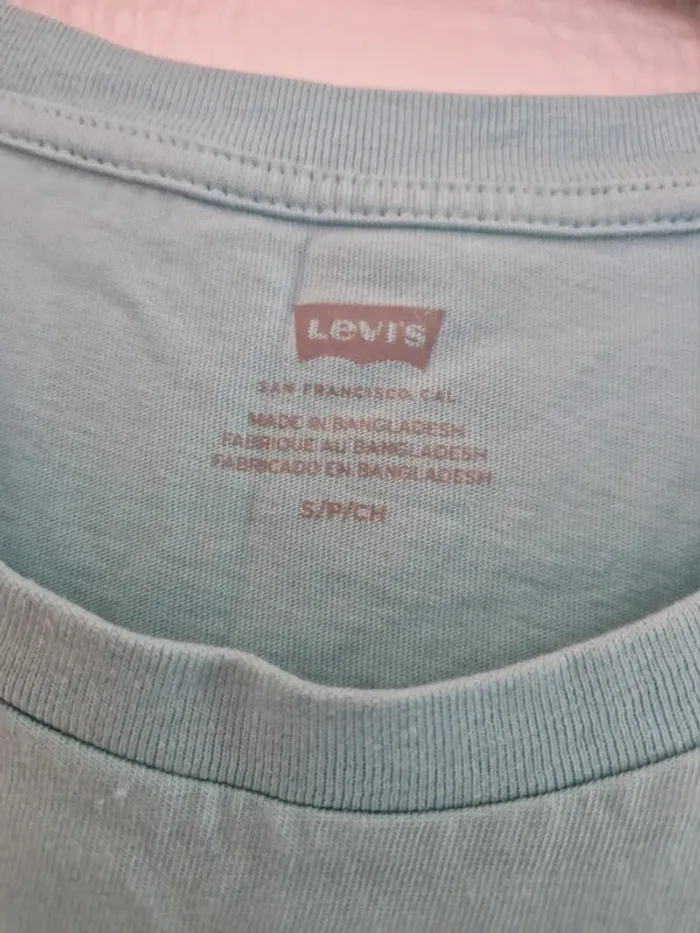 Levi's
SAN FRANCISCO, CAL.
MADE IN BANGLADESH
FABRIQUE AU BANGLADESH
FABRICADO EN BANGLADESH
S/P/CH